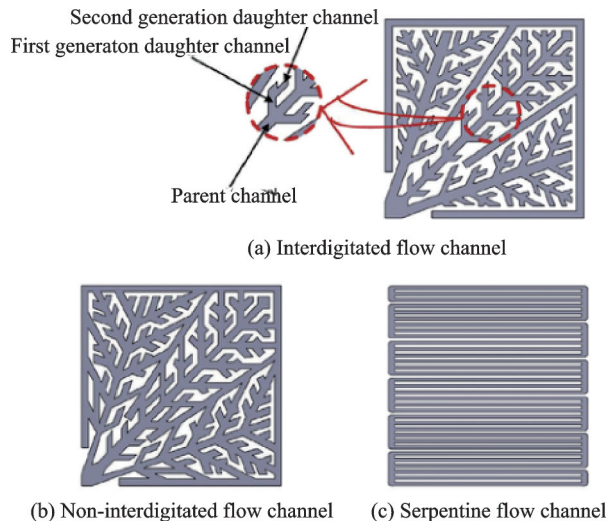 Second generation daughter channel
First generaton daughter channel
Parent channel
(a) Interdigitated flow channel
(b) Non-interdigitated flow channel
(c) Serpentine flow channel